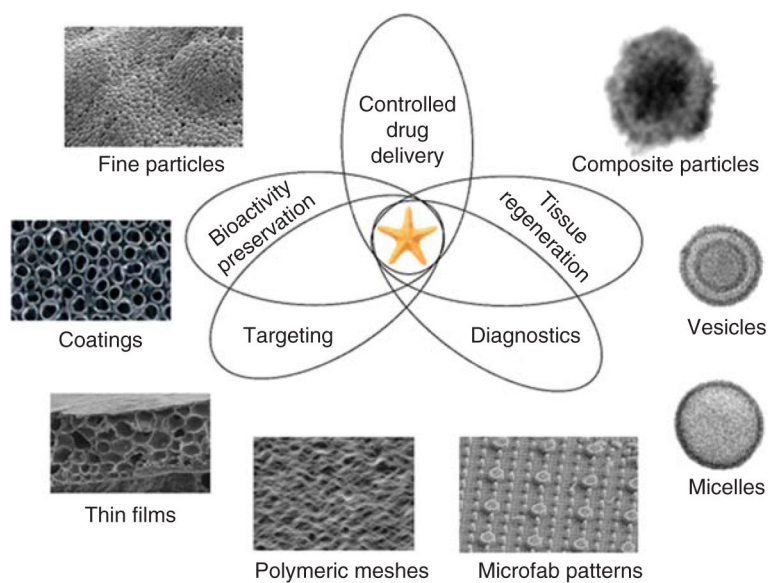 Controlled
drug
delivery
Fine particles
Composite particles
Bioactivity
preservation
Tissue
regeneration
Coatings
Targeting
Diagnostics
Vesicles
Thin films
Micelles
Polymeric meshes
Microfab patterns